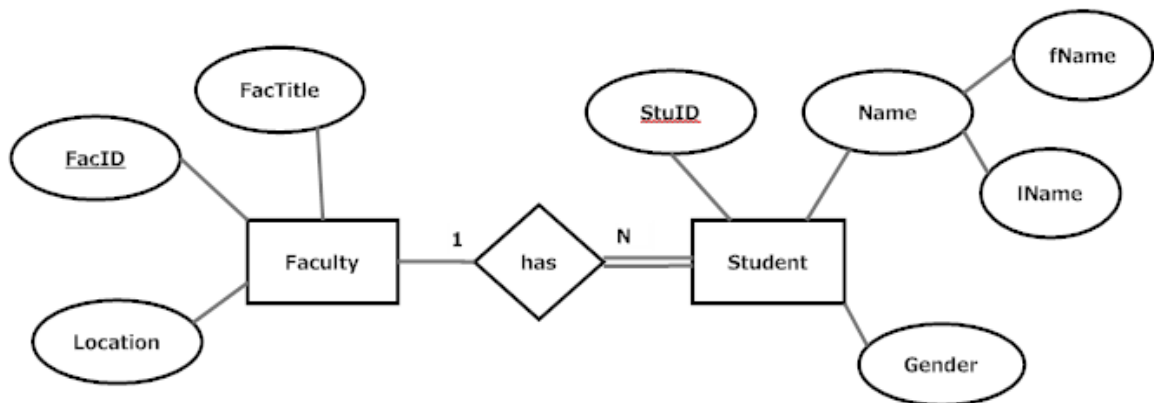 fName
FacTitle
StuID
Name
FacID
lName
1
N
Faculty
has
Student
Location
Gender